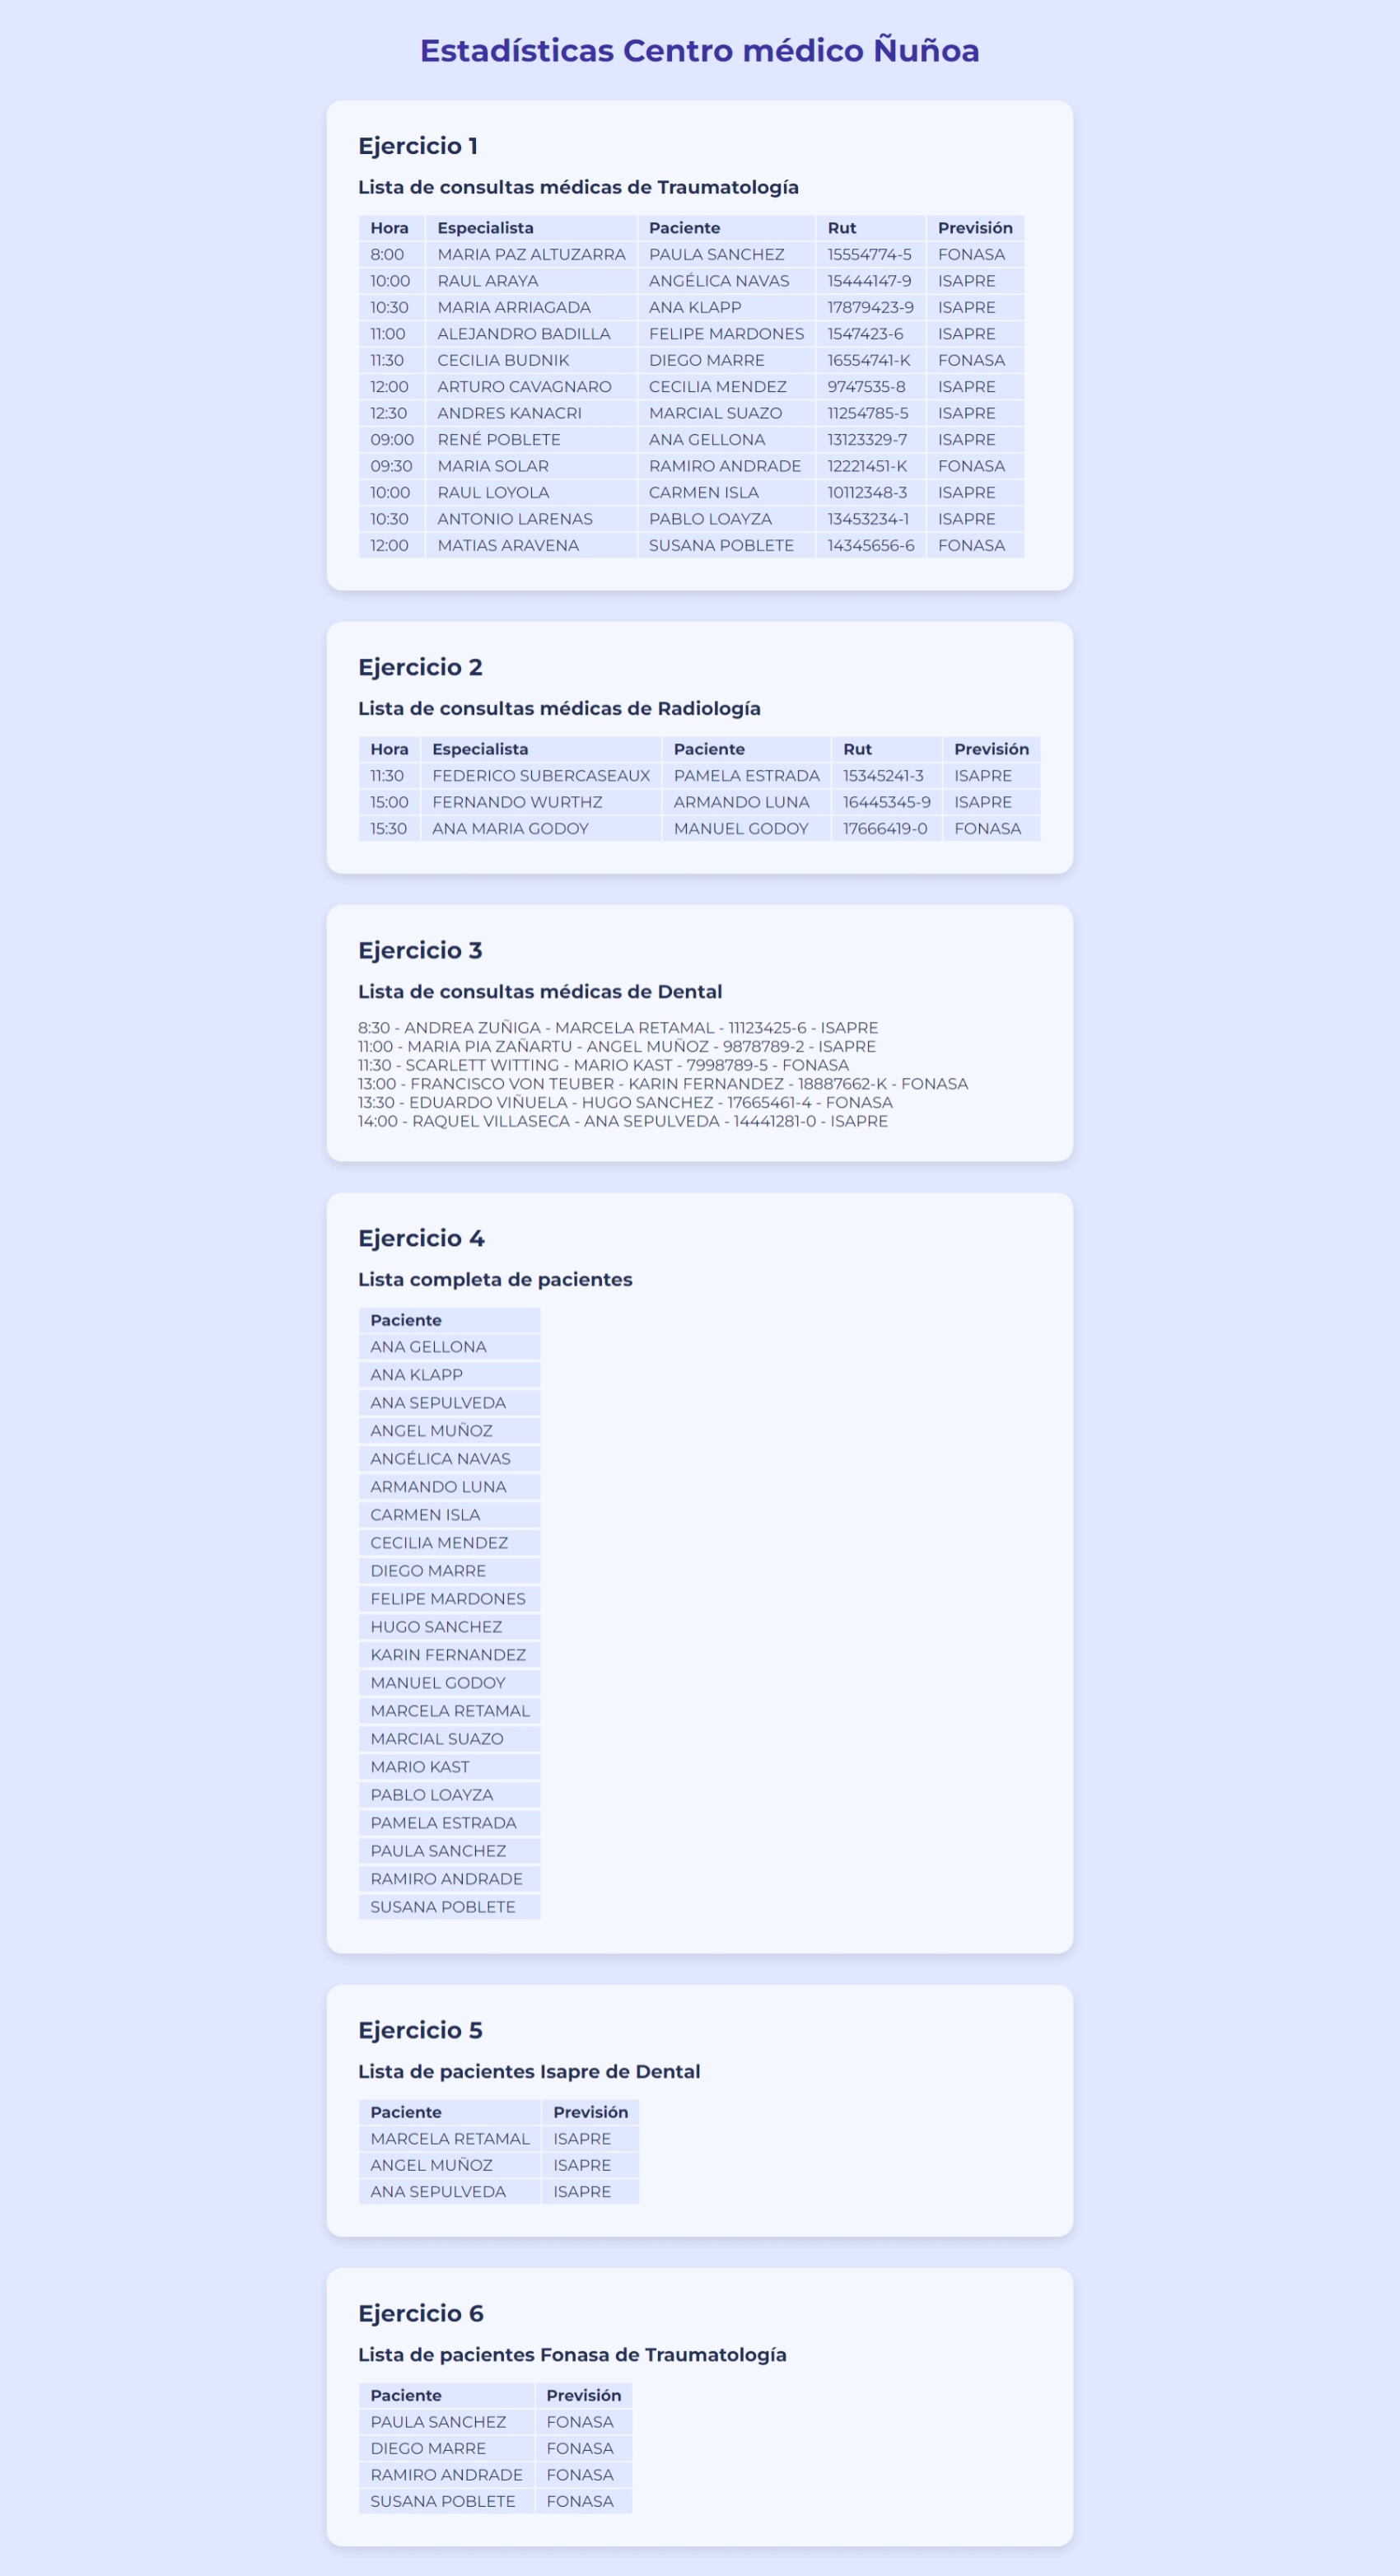 Estadísticas Centro médico Ñuñoa
Ejercicio 1
Lista de consultas médicas de Traumatología
Hora Especialista Paciente Rut Previsión
8:00 MARIA PAZ ALTUZARRA PAULA SANCHEZ 15554774-5 FONASA
10:00 RAUL ARAYA ANGÉLICA NAVAS 15444147-9 ISAPRE
10:30 MARIA ARRIAGADA ANA KLAPP 17879423-9 ISAPRE
11:00 ALEJANDRO BADILLA FELIPE MARDONES 1547423-6 ISAPRE
11:30 CECILIA BUDNIK DIEGO MARRE 16554741-K FONASA
12:00 ARTURO CAVAGNARO CECILIA MENDEZ 9747535-8 ISAPRE
12:30 ANDRES KANACRI MARCIAL SUAZO 11254785-5 ISAPRE
09:00 RENÉ POBLETE ANA GELLONA 13123329-7 ISAPRE
09:30 MARIA SOLAR RAMIRO ANDRADE 12221451-K FONASA
10:00 RAUL LOYOLA CARMEN ISLA 10112348-3 ISAPRE
10:30 ANTONIO LARENAS PABLO LOAYZA 13453234-1 ISAPRE
12:00 MATIAS ARAVENA SUSANA POBLETE 14345656-6 FONASA
Ejercicio 2
Lista de consultas médicas de Radiología
Hora Especialista Paciente Rut Previsión
11:30 FEDERICO SUBERCASEAUX PAMELA ESTRADA 15345241-3 ISAPRE
15:00 FERNANDO WURTHZ ARMANDO LUNA 16445345-9 ISAPRE
15:30 ANA MARIA GODOY MANUEL GODOY 17666419-0 FONASA
Ejercicio 3
Lista de consultas médicas de Dental
8:30 - ANDREA ZUÑIGA - MARCELA RETAMAL - 11123425-6 - ISAPRE
11:00 - MARIA PIA ZAÑARTU - ANGEL MUÑOZ - 9878789-2 - ISAPRE
11:30 - SCARLETT WITTING - MARIO KAST - 7998789-5 - FONASA
13:00 - FRANCISCO VON TEUBER - KARIN FERNANDEZ - 18887662-K - FONASA
13:30 - EDUARDO VIÑUELA - HUGO SANCHEZ - 17665461-4 - FONASA
14:00 - RAQUEL VILLASECA - ANA SEPULVEDA - 14441281-0 - ISAPRE
Ejercicio 4
Lista completa de pacientes
Paciente
ANA GELLONA
ANA KLAPP
ANA SEPULVEDA
ANGEL MUÑOZ
ANGÉLICA NAVAS
ARMANDO LUNA
CARMEN ISLA
CECILIA MENDEZ
DIEGO MARRE
FELIPE MARDONES
HUGO SANCHEZ
KARIN FERNANDEZ
MANUEL GODOY
MARCELA RETAMAL
MARCIAL SUAZO
MARIO KAST
PABLO LOAYZA
PAMELA ESTRADA
PAULA SANCHEZ
RAMIRO ANDRADE
SUSANA POBLETE
Ejercicio 5
Lista de pacientes Isapre de Dental
Paciente Previsión
MARCELA RETAMAL ISAPRE
ANGEL MUÑOZ ISAPRE
ANA SEPULVEDA ISAPRE
Ejercicio 6
Lista de pacientes Fonasa de Traumatología
Paciente Previsión
PAULA SANCHEZ FONASA
DIEGO MARRE FONASA
RAMIRO ANDRADE FONASA
SUSANA POBLETE FONASA